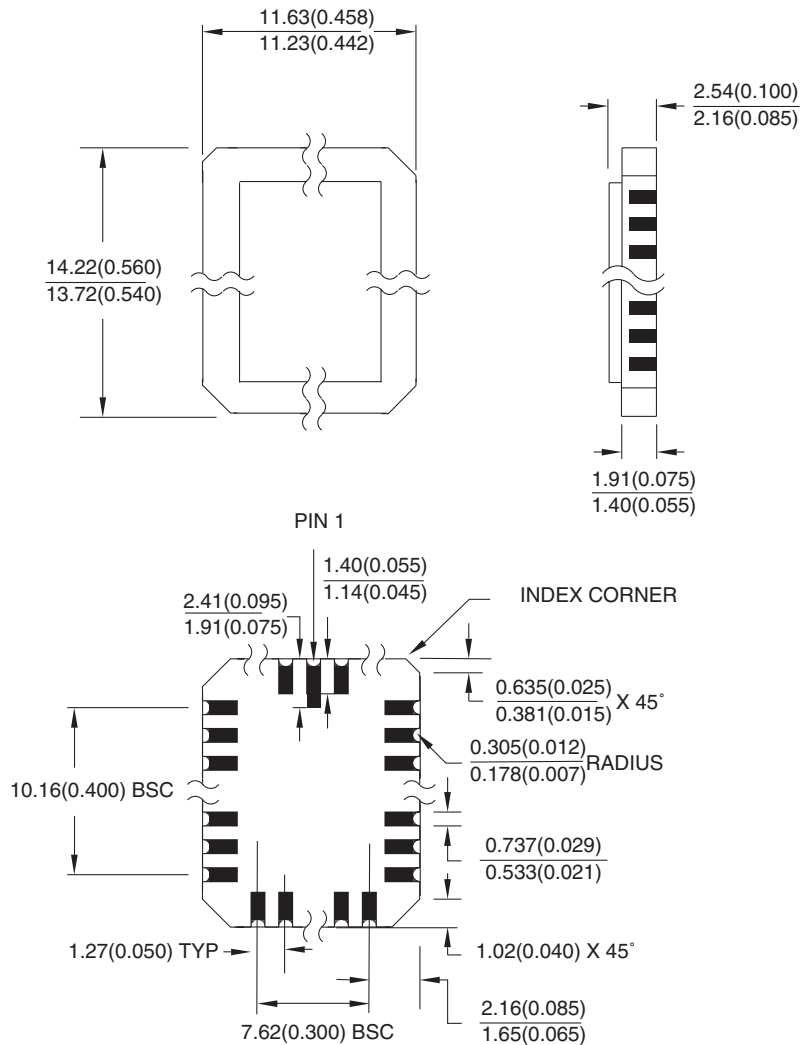 11.63(0.458)
11.23(0.442)
2.54(0.100)
2.16(0.085)
14.22(0.560)
13.72(0.540)
1.91(0.075)
1.40(0.055)
PIN 1
1.40(0.055)
1.14(0.045)
INDEX CORNER
2.41(0.095)
1.91(0.075)
0.635(0.025)
0.381(0.015) X 45°
0.305(0.012)
0.178(0.007) RADIUS
10.16(0.400) BSC
0.737(0.029)
0.533(0.021)
1.27(0.050) TYP
1.02(0.040) X 45°
2.16(0.085)
1.65(0.065)
7.62(0.300) BSC